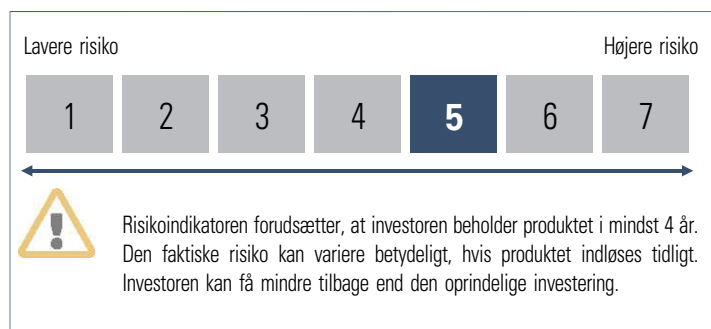 Lavere risiko Højere risiko
1 2 3 4 5 6 7
Risikoindikatoren forudsætter, at investoren beholder produktet i mindst 4 år.
Den faktiske risiko kan variere betydeligt, hvis produktet indløses tidligt.
Investoren kan få mindre tilbage end den oprindelige investering.